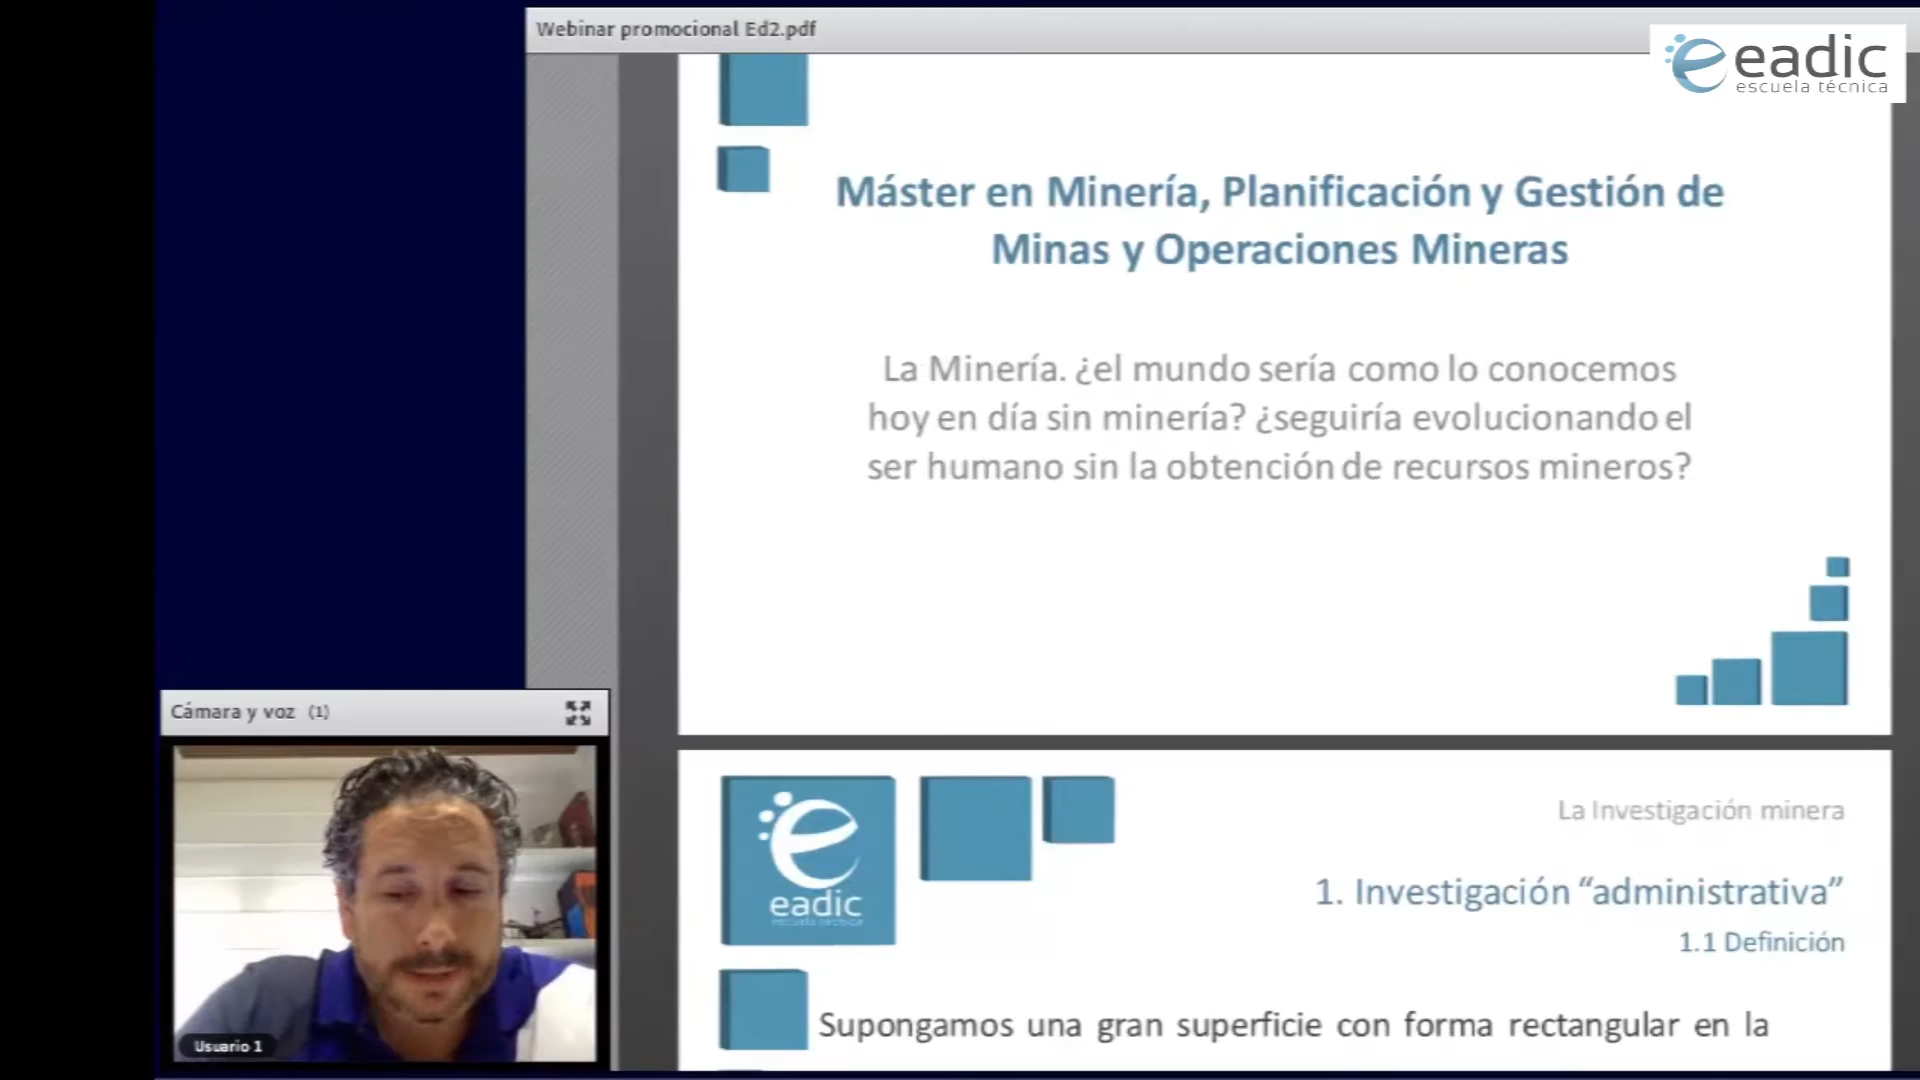 Webinar promocional Ed2.pdf
eadic
escuela técnica
Máster en Minería, Planificación y Gestión de
Minas y Operaciones Mineras
La Minería. ¿el mundo sería como lo conocemos
hoy en día sin minería? ¿seguiría evolucionando el
ser humano sin la obtención de recursos mineros?
Cámara y voz (1)
Usuario 1
eadic
escuela técnica
La Investigación minera
1. Investigación “administrativa”
1.1 Definición
Supongamos una gran superficie con forma rectangular en la